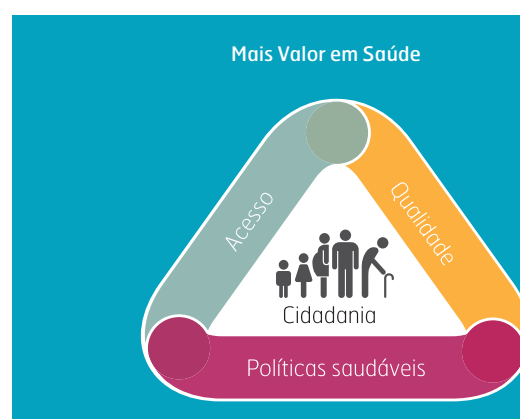 Mais Valor em Saúde
Acesso
Qualidade
Cidadania
Políticas saudáveis